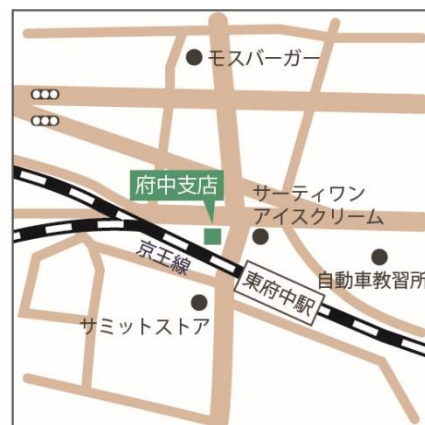 モスバーガー
府中支店
サーティワン
アイスクリーム
京王線
自動車教習所
東府中駅
サミットストア